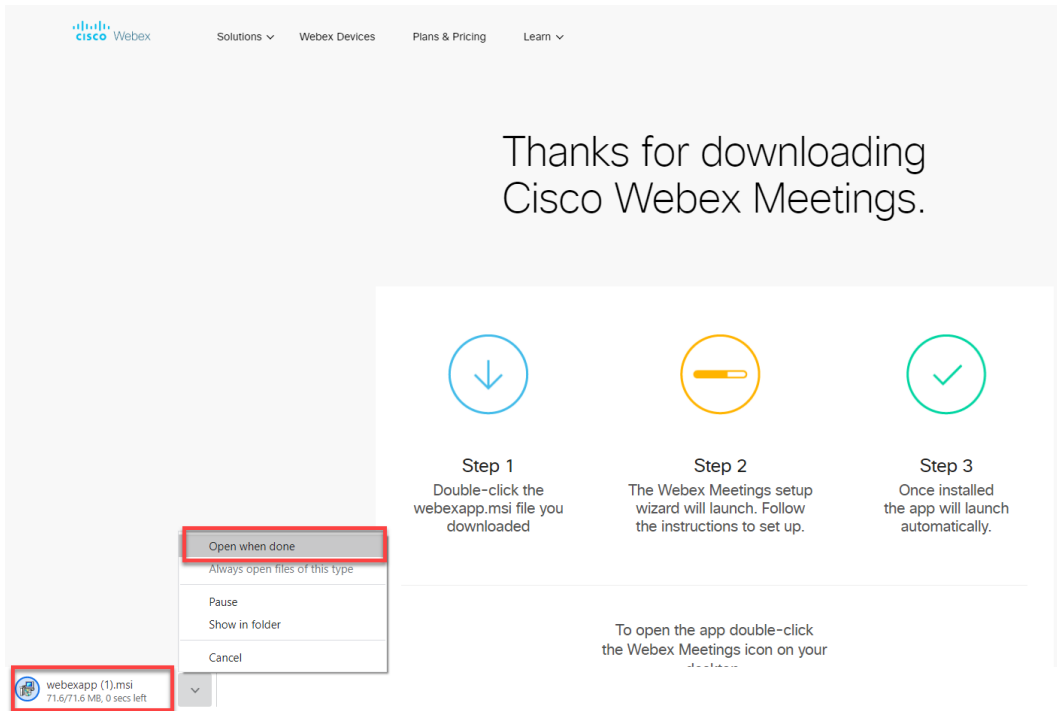 CISCO Webex
Solutions
Webex Devices
Plans & Pricing
Learn
Thanks for downloading
Cisco Webex Meetings.
Step 1
Double-click the
webexapp.msi file you
downloaded
Step 2
The Webex Meetings setup
wizard will launch. Follow
the instructions to set up.
Step 3
Once installed
the app will launch
automatically.
To open the app double-click
the Webex Meetings icon on your
Open when done
Always open files of this type
Pause
Show in folder
Cancel
webexapp (1).msi
71.6/71.6 MB, 0 secs left